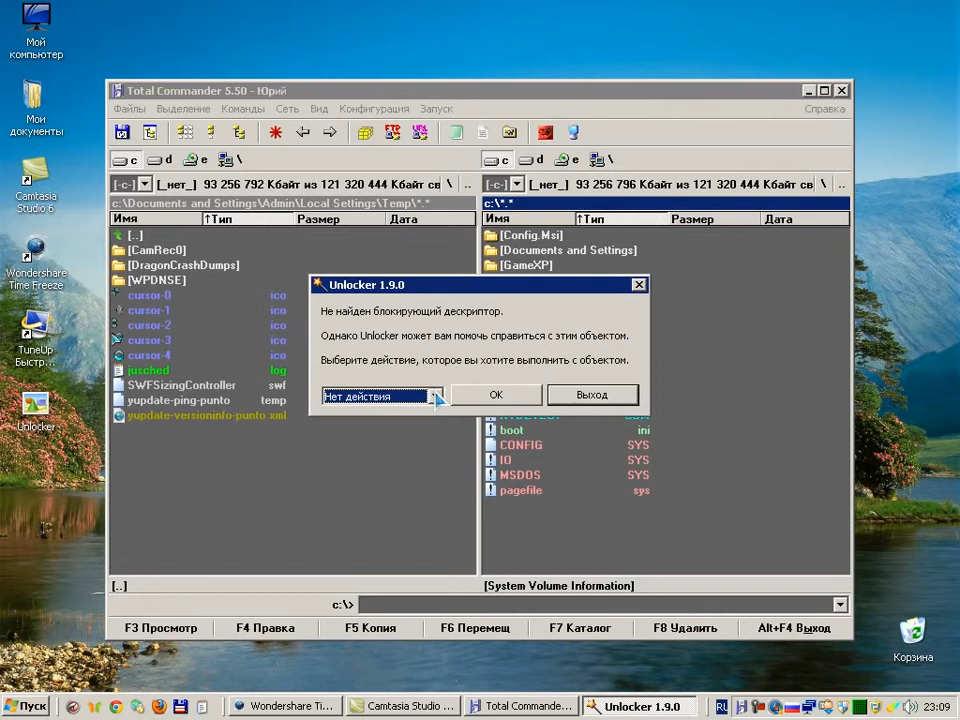 Мой
компьютер
Мои
документы
Camtasia
Studio 6
Wondershare
Time Freeze
TuneUp
Быстр...
Unlocker
Total Commander 5.50 - Юрий
Файлы Выделение Команды Сеть Вид Конфигурация Запуск Справка
FTP
c d e \ c d e \
[-c-] [_нет_] 93 256 792 Кбайт из 121 320 444 Кбайт св \ .. [-c-] [_нет_] 93 256 796 Кбайт из 121 320 444 Кбайт св \ ..
c:\Documents and Settings\Admin\Local Settings\Temp\*.* c:\*.*
Имя ↑Тип Размер Дата Имя ↑Тип Размер Дата
[..] [Config.Msi]
[CamRec0] [Documents and Settings]
[DragonCrashDumps] [GameXP]
[WPDNSE]
cursor-0 ico
cursor-1 ico
cursor-2 ico
cursor-3 ico
cursor-4 ico
jusched log
SWFSizingController swf
yupdate-ping-punto temp
yupdate-versioninfo-punto xml
Unlocker 1.9.0
Не найден блокирующий дескриптор.
Однако Unlocker может вам помочь справиться с этим объектом.
Выберите действие, которое вы хотите выполнить с объектом.
Нет действия OK Выход
boot ini
CONFIG SYS
IO SYS
MSDOS SYS
pagefile sys
[..] [System Volume Information]
c:\>
F3 Просмотр F4 Правка F5 Копия F6 Перемещ F7 Каталог F8 Удалить Alt+F4 Выход
Корзина
Пуск Wondershare Ti... Camtasia Studio ... Total Commande... Unlocker 1.9.0 RL 23:09